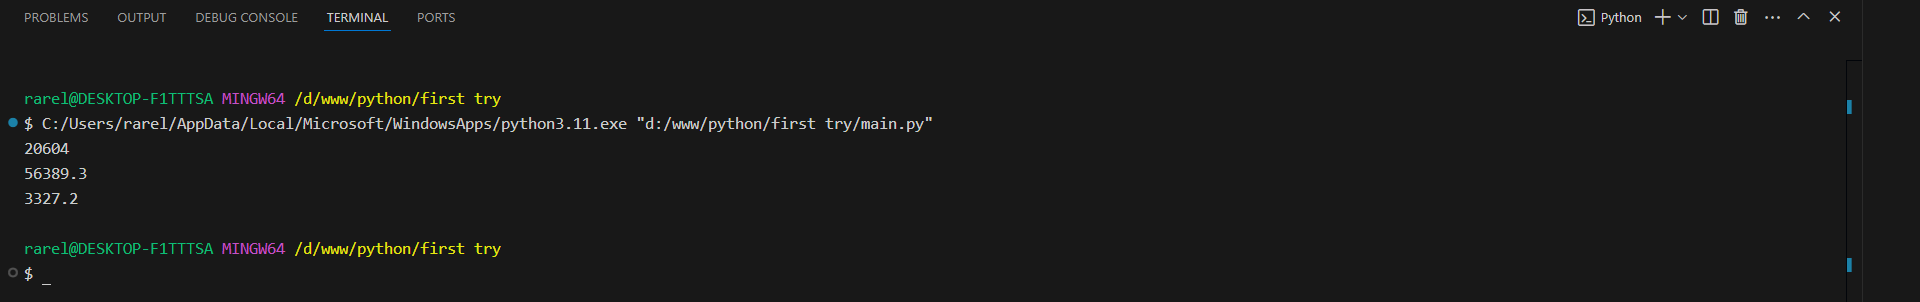 PROBLEMS OUTPUT DEBUG CONSOLE TERMINAL PORTS Python
rarel@DESKTOP-F1TTTSA MINGW64 /d/www/python/first try
$ C:/Users/rarel/AppData/Local/Microsoft/WindowsApps/python3.11.exe "d:/www/python/first try/main.py"
20604
56389.3
3327.2
rarel@DESKTOP-F1TTTSA MINGW64 /d/www/python/first try
$ _